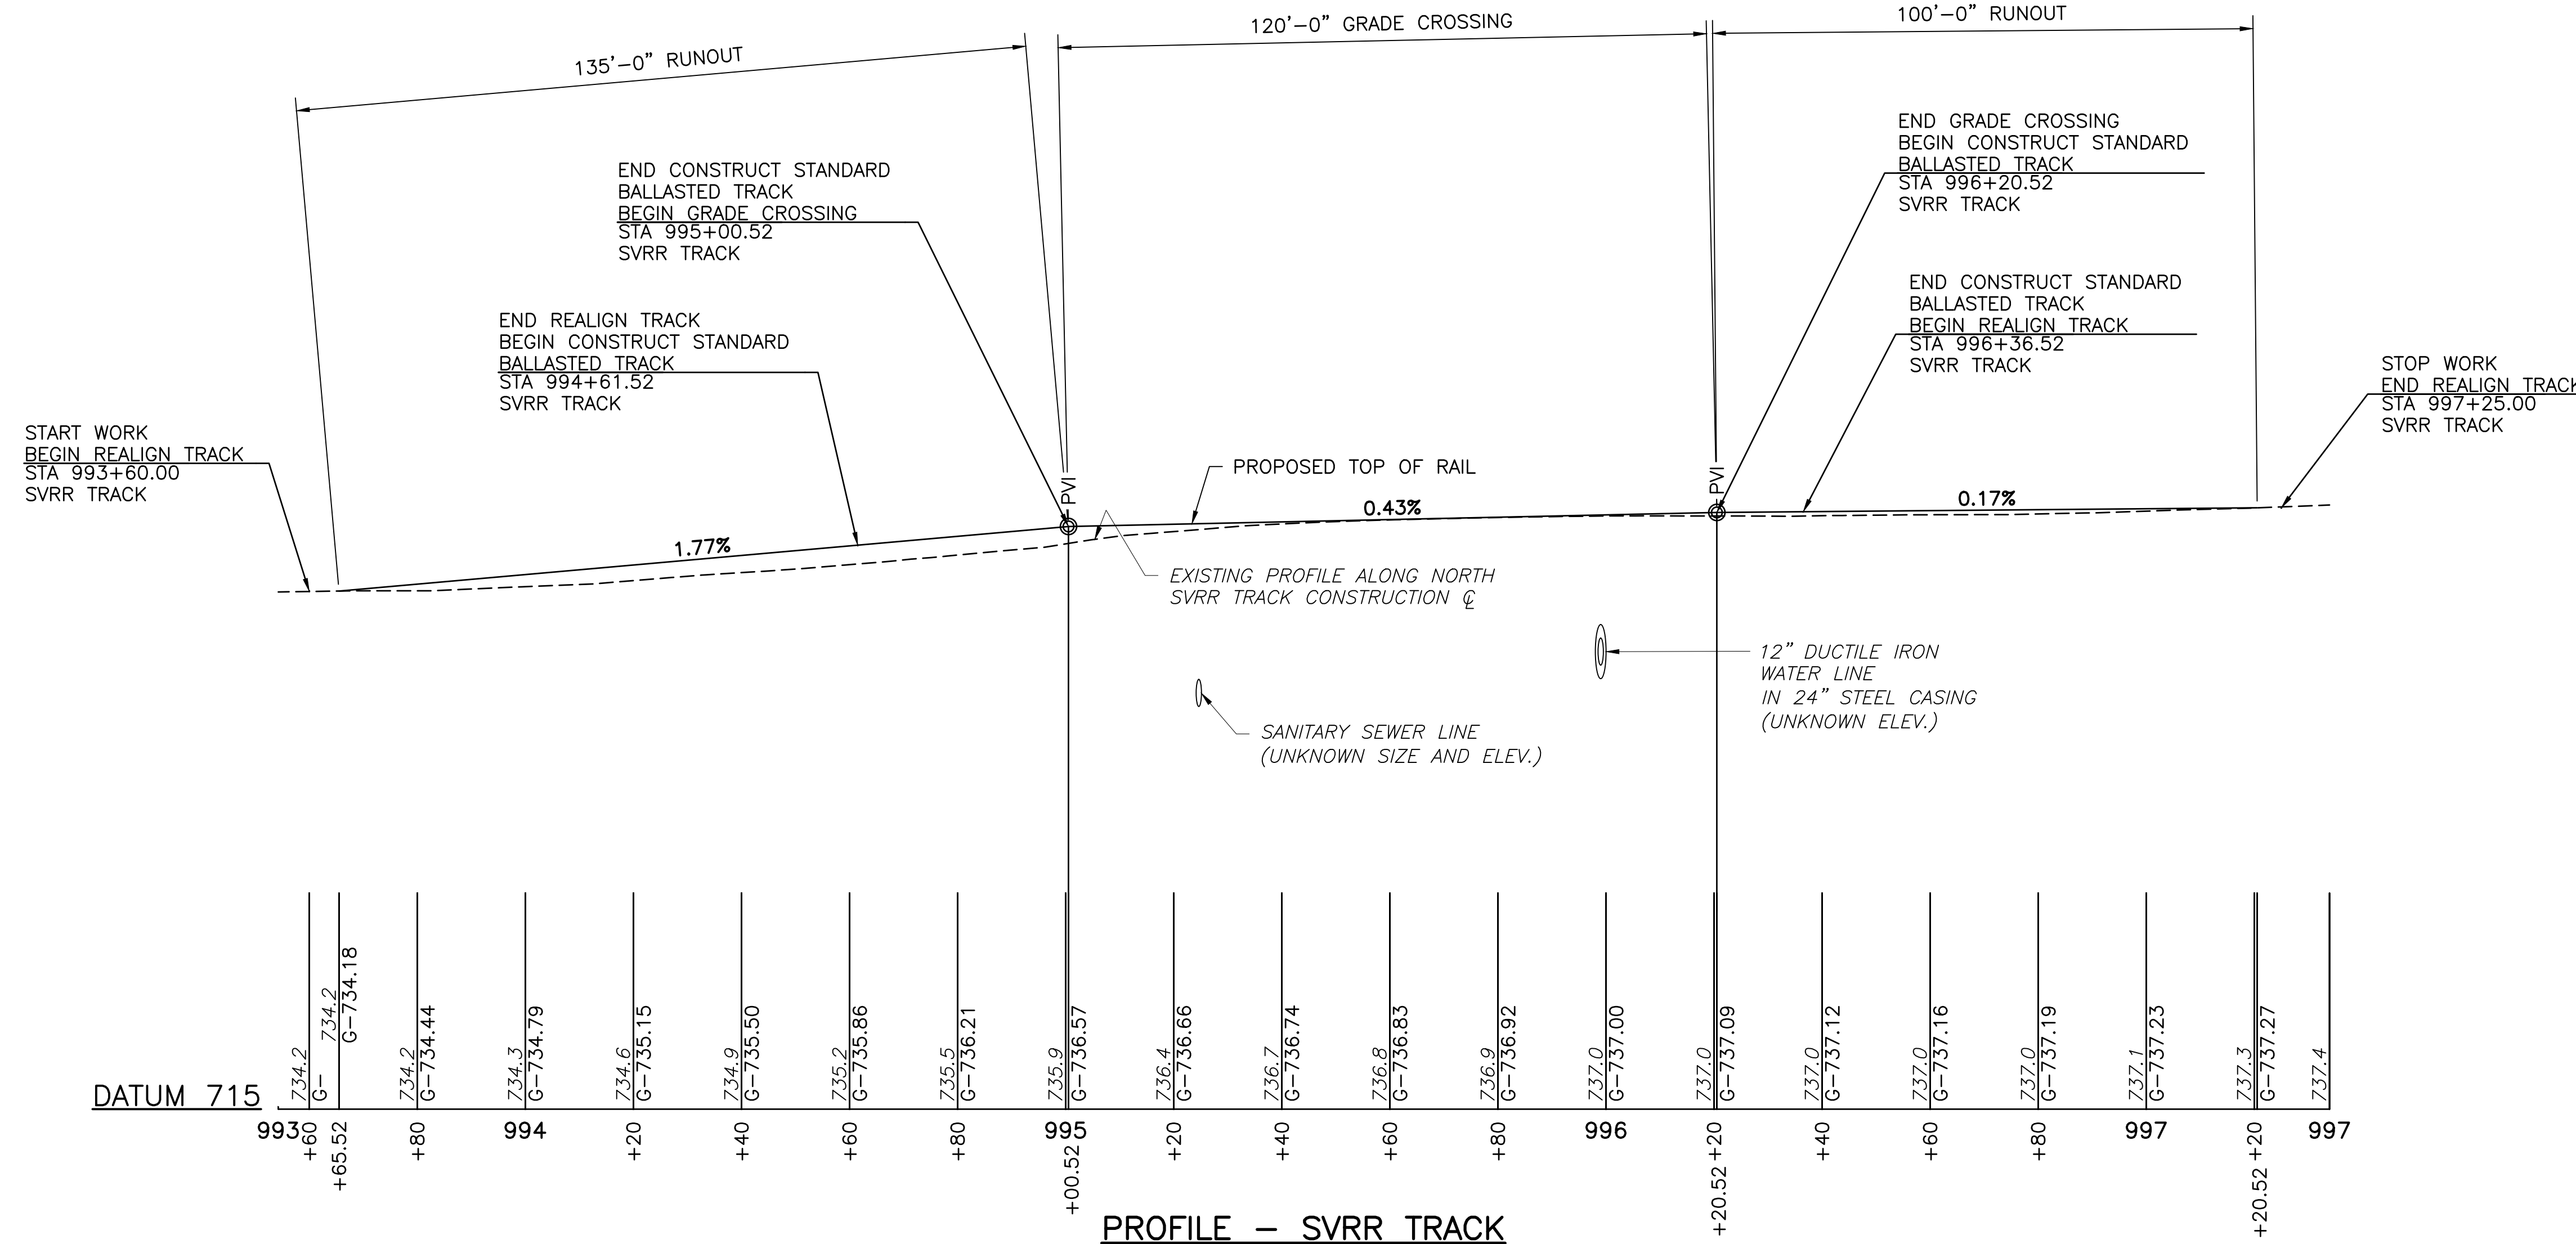 135'-0" RUNOUT
120'-0" GRADE CROSSING
100'-0" RUNOUT
END CONSTRUCT STANDARD
BALLASTED TRACK
BEGIN GRADE CROSSING
STA 995+00.52
SVRR TRACK
END GRADE CROSSING
BEGIN CONSTRUCT STANDARD
BALLASTED TRACK
STA 996+20.52
SVRR TRACK
END REALIGN TRACK
BEGIN CONSTRUCT STANDARD
BALLASTED TRACK
STA 994+61.52
SVRR TRACK
END CONSTRUCT STANDARD
BALLASTED TRACK
BEGIN REALIGN TRACK
STA 996+36.52
SVRR TRACK
START WORK
BEGIN REALIGN TRACK
STA 993+60.00
SVRR TRACK
STOP WORK
END REALIGN TRACK
STA 997+25.00
SVRR TRACK
PVI
PROPOSED TOP OF RAIL
PVI
1.77%
0.43%
0.17%
EXISTING PROFILE ALONG NORTH
SVRR TRACK CONSTRUCTION ℄
12" DUCTILE IRON
WATER LINE
IN 24" STEEL CASING
(UNKNOWN ELEV.)
SANITARY SEWER LINE
(UNKNOWN SIZE AND ELEV.)
734.2
G-
734.2
G-734.18
734.2
G-734.44
734.3
G-734.79
734.6
G-735.15
734.9
G-735.50
735.2
G-735.86
735.5
G-736.21
735.9
G-736.57
736.4
G-736.66
736.7
G-736.74
736.8
G-736.83
736.9
G-736.92
737.0
G-737.00
737.0
G-737.09
737.0
G-737.12
737.0
G-737.16
737.0
G-737.19
737.1
G-737.23
737.3
G-737.27
737.4
DATUM 715
993
+60
+65.52
+80
994
+20
+40
+60
+80
995
+00.52
+20
+40
+60
+80
996
+20
+20.52
+40
+60
+80
997
+20
+20.52
997
PROFILE - SVRR TRACK